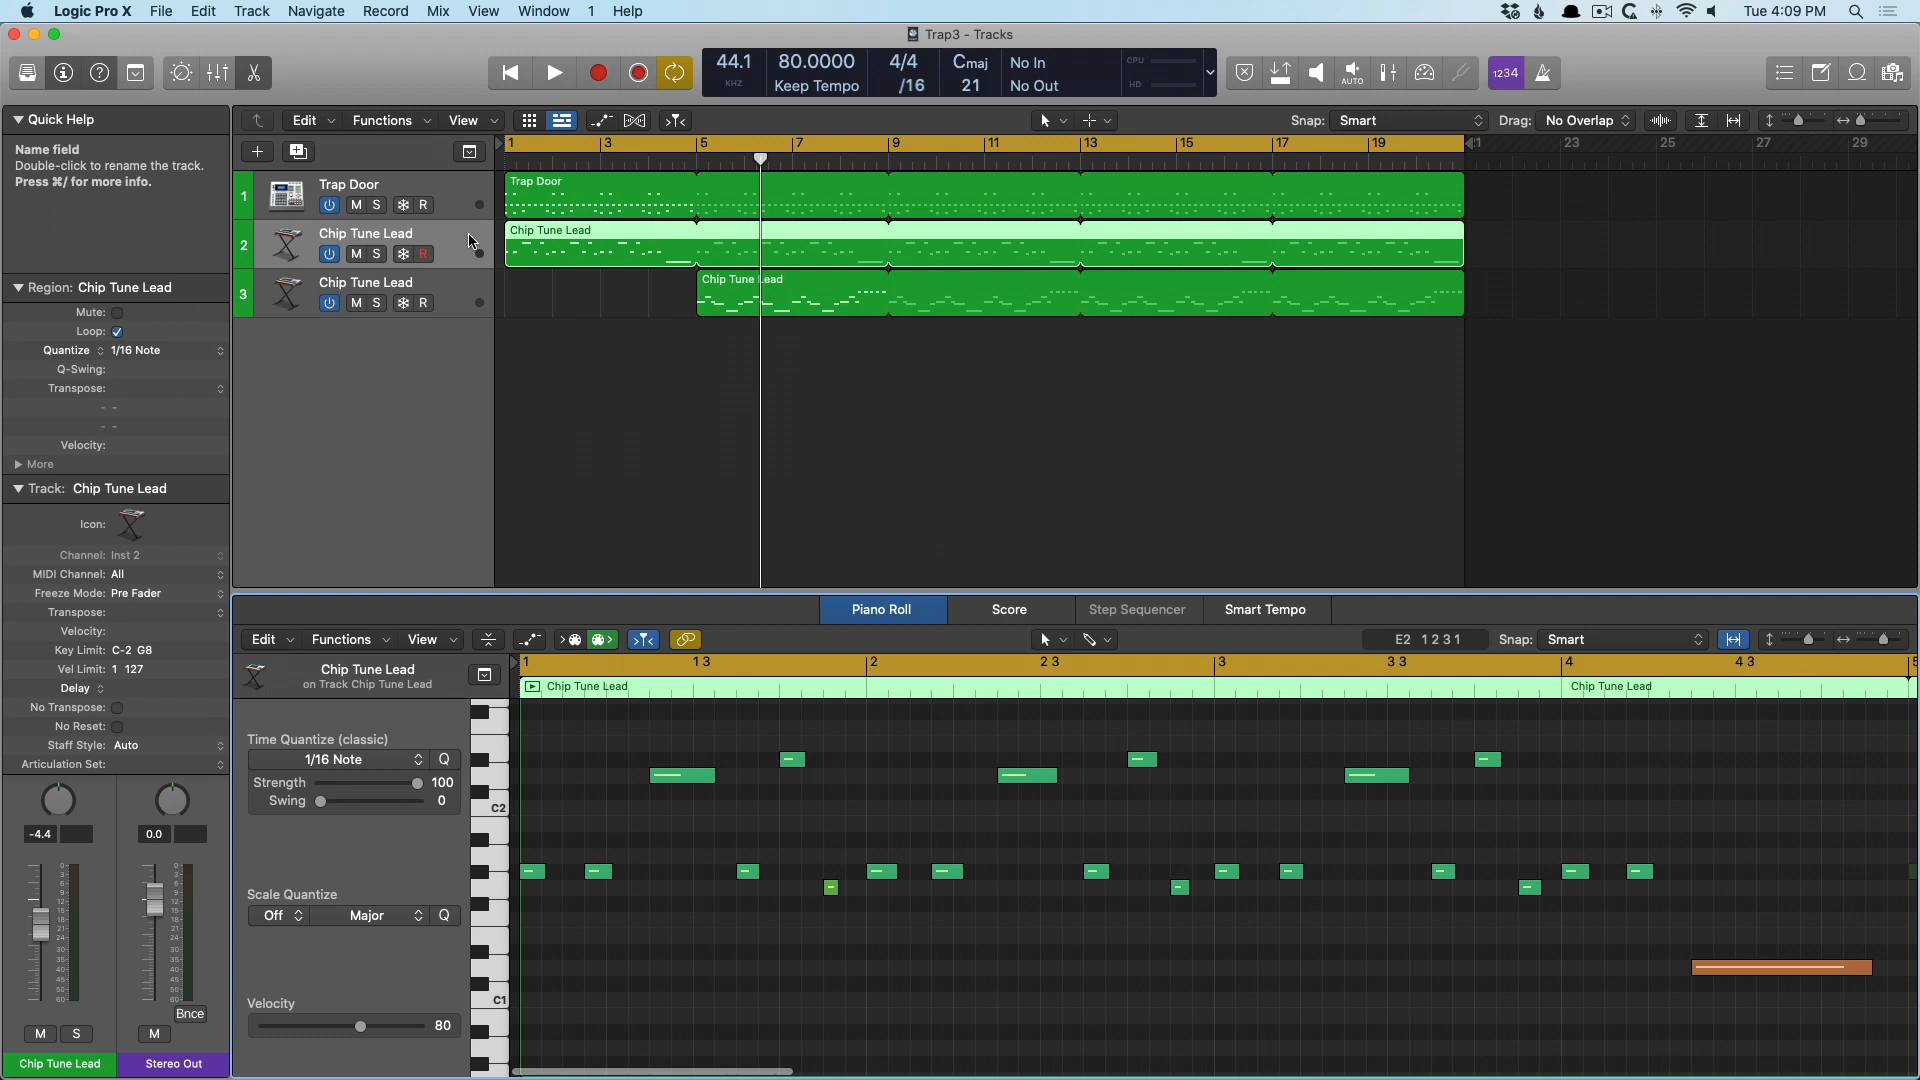 Logic Pro X File Edit Track Navigate Record Mix View Window 1 Help
Tue 4:09 PM
Trap3 - Tracks
44.1
KHZ
80.0000
Keep Tempo
4/4
/16
Cmaj
21
No In
No Out
CPU
HD
AUTO
1234
Quick Help
Name field
Double-click to rename the track.
Press ⌘/ for more info.
Region: Chip Tune Lead
Mute:
Loop:
Quantize 1/16 Note
Q-Swing:
Transpose:
- -
- -
Velocity:
More
Track: Chip Tune Lead
Icon:
Channel: Inst 2
MIDI Channel: All
Freeze Mode: Pre Fader
Transpose:
Velocity:
Key Limit: C-2 G8
Vel Limit: 1 127
Delay
No Transpose:
No Reset:
Staff Style: Auto
Articulation Set:
-4.4
0.0
Bnce
M S
M
Chip Tune Lead
Stereo Out
Edit Functions View
Snap: Smart
Drag: No Overlap
1 3 5 7 9 11 13 15 17 19 23 25 27 29
1
Trap Door
M S R
2
Chip Tune Lead
M S R
3
Chip Tune Lead
M S R
Trap Door
Chip Tune Lead
Chip Tune Lead
Piano Roll Score Step Sequencer Smart Tempo
Edit Functions View
E2 1 2 3 1
Snap: Smart
Chip Tune Lead
on Track Chip Tune Lead
1 1 3 2 2 3 3 3 3 4 4 3 5
Chip Tune Lead
Chip Tune Lead
Time Quantize (classic)
1/16 Note Q
Strength 100
Swing 0
Scale Quantize
Off Major Q
Velocity
80
C2
C1